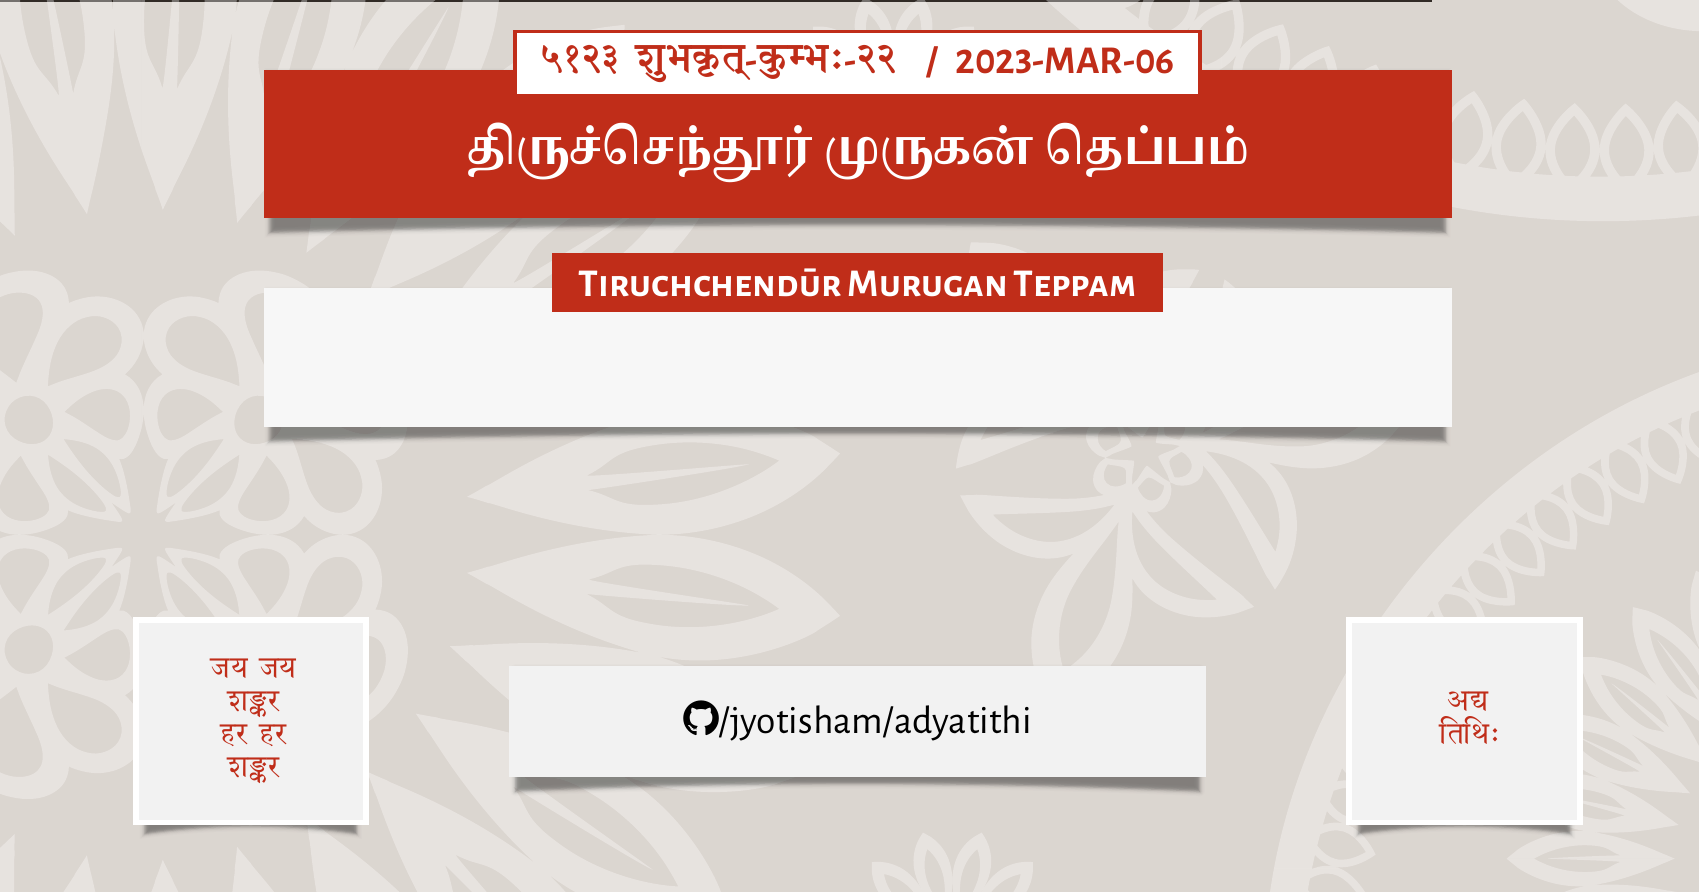 ५१२३ शुभकृत्-कुम्भः-२२ / 2023-MAR-06
திருச்செந்தூர் முருகன் தெப்பம்
Tiruchchendūr Murugan Teppam
जय जय
शङ्कर
हर हर
शङ्कर
/jyotisham/adyatithi
अद्य
तिथिः